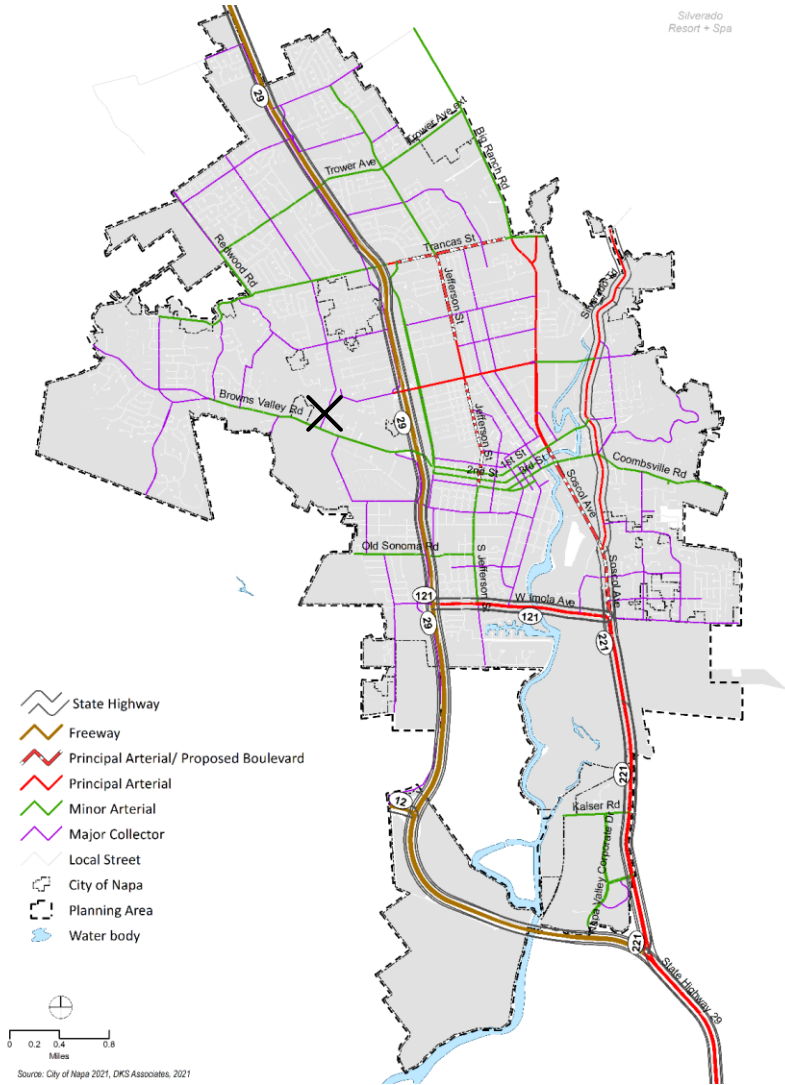 Silverado
Resort + Spa
29
Trower Ave ext
Big Ranch Rd
Trower Ave
Redwood Rd
Trancas St
Jefferson St
Silverado Tr
Browns Valley Rd
29
Jefferson St
1st St
2nd St
3rd St
Coombsville Rd
Soscol Ave
Old Sonoma Rd
S Jefferson St
Soscol Ave
121
W Imola Ave
121
29
221
State Highway
Freeway
Principal Arterial/ Proposed Boulevard
Principal Arterial
Minor Arterial
Major Collector
Local Street
City of Napa
Planning Area
Water body
12
221
Kaiser Rd
Napa Valley Corporate Dr
221
State Highway 29
0 0.2 0.4 0.8
Miles
Source: City of Napa 2021, DKS Associates, 2021